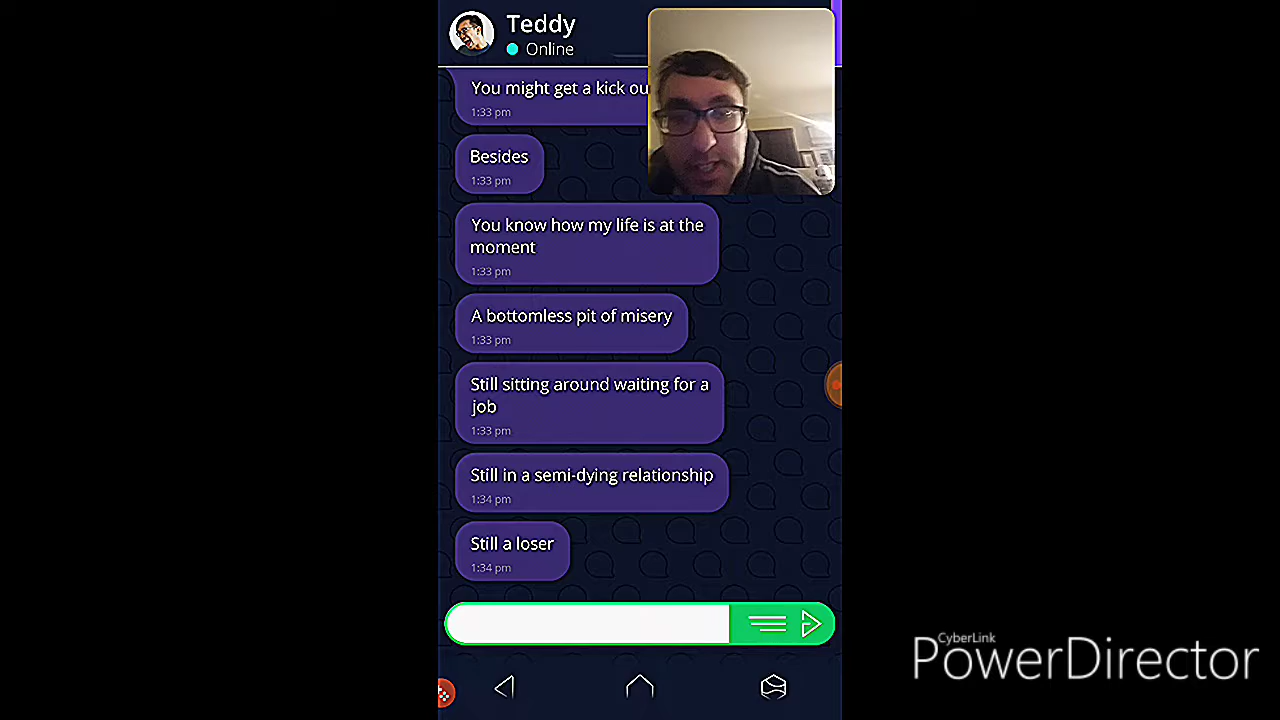 Teddy
Online
You might get a kick ou
1:33 pm
Besides
1:33 pm
You know how my life is at the
moment
1:33 pm
A bottomless pit of misery
1:33 pm
Still sitting around waiting for a
job
1:33 pm
Still in a semi-dying relationship
1:34 pm
Still a loser
1:34 pm
CyberLink
PowerDirector